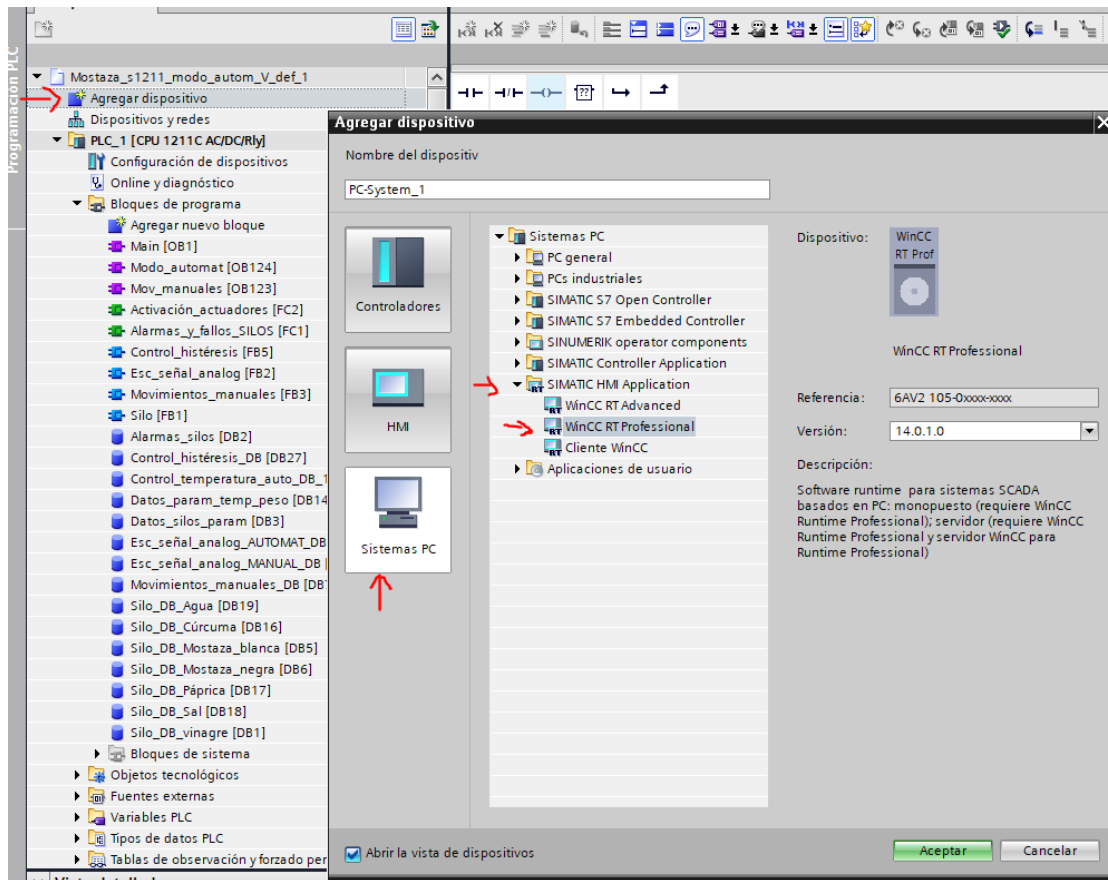 Programación PLC
Mostaza_s1211_modo_autom_V_def_1
Agregar dispositivo
Dispositivos y redes
PLC_1 [CPU 1211C AC/DC/Rly]
Configuración de dispositivos
Online y diagnóstico
Bloques de programa
Agregar nuevo bloque
Main [OB1]
Modo_automat [OB124]
Mov_manuales [OB123]
Activación_actuadores [FC2]
Alarmas_y_fallos_SILOS [FC1]
Control_histéresis [FB5]
Esc_señal_analog [FB2]
Movimientos_manuales [FB3]
Silo [FB1]
Alarmas_silos [DB2]
Control_histéresis_DB [DB27]
Control_temperatura_auto_DB_1
Datos_param_temp_peso [DB14
Datos_silos_param [DB3]
Esc_señal_analog_AUTOMAT_DB
Esc_señal_analog_MANUAL_DB [
Movimientos_manuales_DB [DB
Silo_DB_Agua [DB19]
Silo_DB_Cúrcuma [DB16]
Silo_DB_Mostaza_blanca [DB5]
Silo_DB_Mostaza_negra [DB6]
Silo_DB_Páprica [DB17]
Silo_DB_Sal [DB18]
Silo_DB_vinagre [DB1]
Bloques de sistema
Objetos tecnológicos
Fuentes externas
Variables PLC
Tipos de datos PLC
Tablas de observación y forzado per
??
Agregar dispositivo
Nombre del dispositiv
PC-System_1
Controladores
HMI
Sistemas PC
Sistemas PC
PC general
PCs industriales
SIMATIC S7 Open Controller
SIMATIC S7 Embedded Controller
SINUMERIK operator components
SIMATIC Controller Application
SIMATIC HMI Application
WinCC RT Advanced
WinCC RT Professional
Cliente WinCC
Aplicaciones de usuario
Dispositivo:
WinCC
RT Prof
WinCC RT Professional
Referencia: 6AV2 105-0xxxx-xxxx
Versión: 14.0.1.0
Descripción:
Software runtime para sistemas SCADA
basados en PC: monopuesto (requiere WinCC
Runtime Professional); servidor (requiere WinCC
Runtime Professional y servidor WinCC para
Runtime Professional)
Abrir la vista de dispositivos
Aceptar
Cancelar